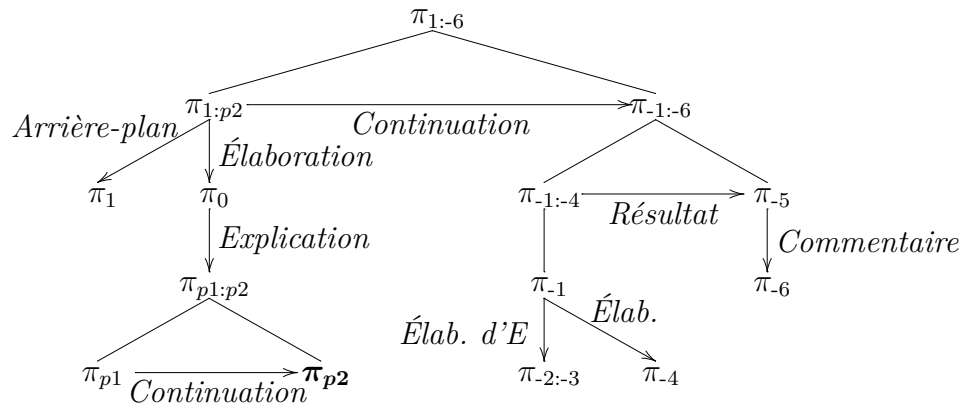 π1:-6
π1:p2 Continuation π-1:-6
Arrière-plan Élaboration
π1 π0 π-1:-4 Résultat π-5
Explication Commentaire
πp1:p2 π-1 π-6
Élab. d'E Élab.
πp1 Continuation πp2 π-2:-3 π-4